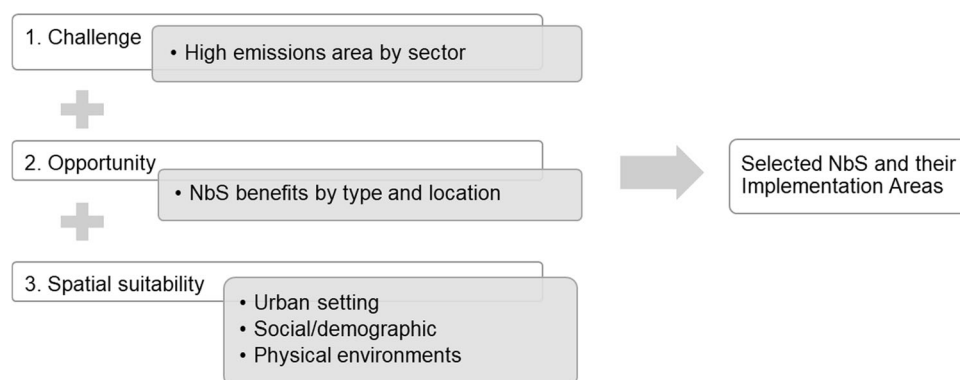 1. Challenge
• High emissions area by sector
2. Opportunity
• NbS benefits by type and location
3. Spatial suitability
• Urban setting
• Social/demographic
• Physical environments
Selected NbS and their
Implementation Areas